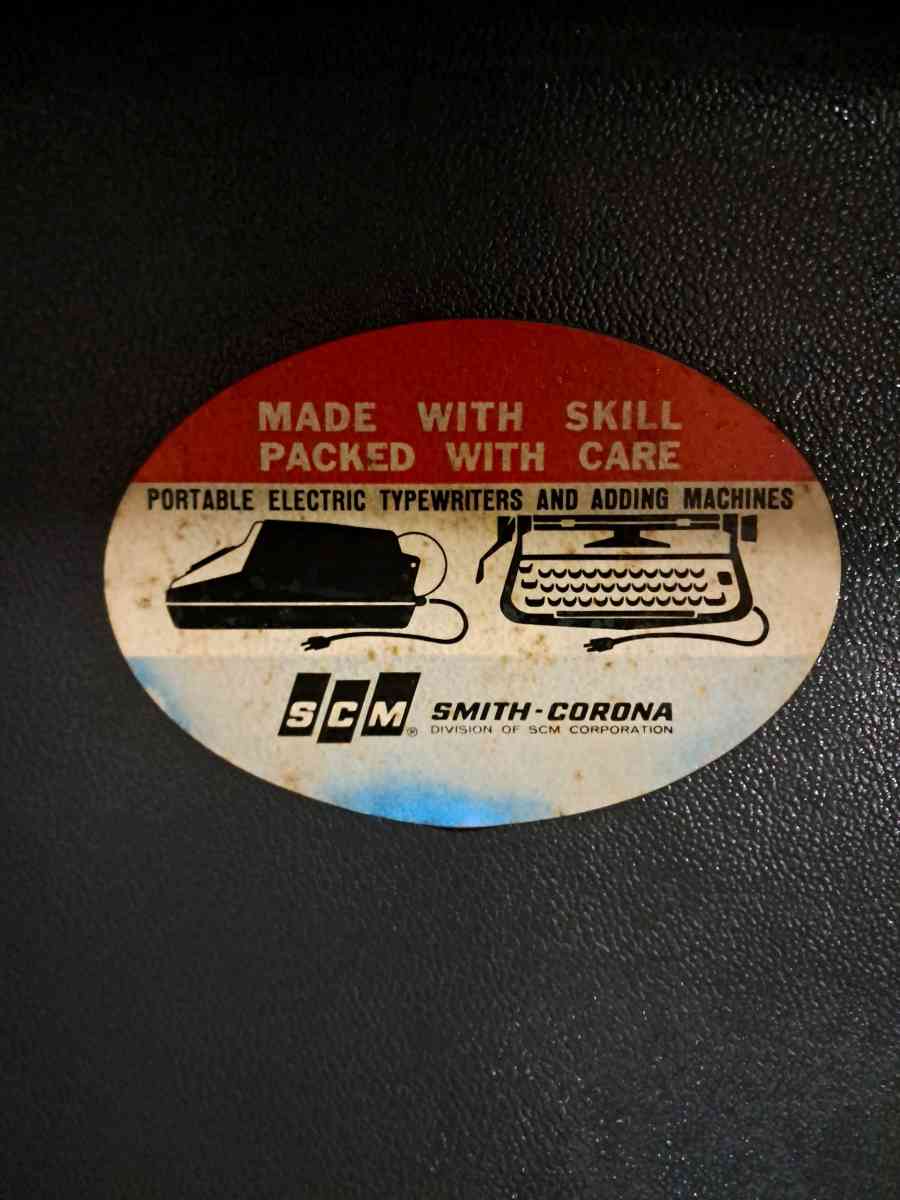 MADE WITH SKILL
PACKED WITH CARE
PORTABLE ELECTRIC TYPEWRITERS AND ADDING MACHINES
SCM® SMITH-CORONA
DIVISION OF SCM CORPORATION